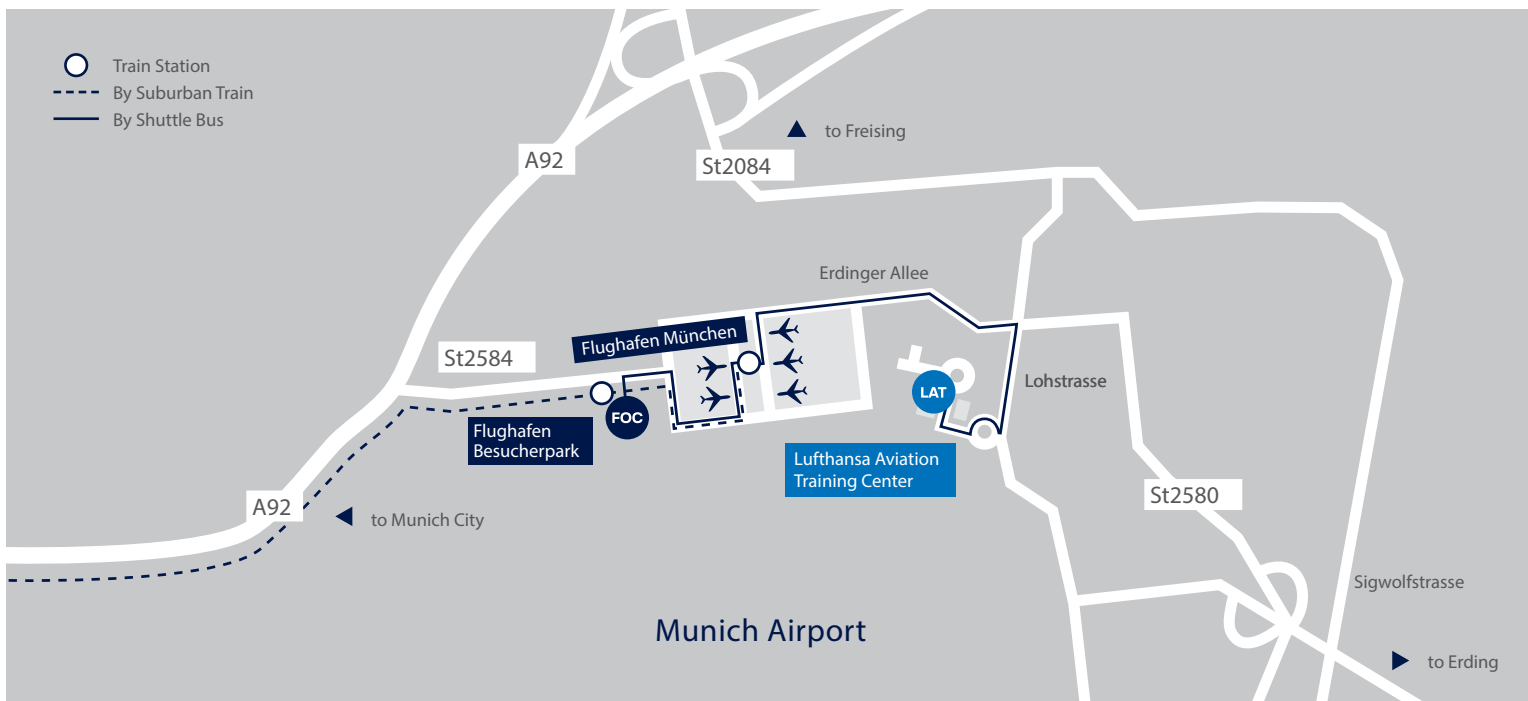 Train Station
By Suburban Train
By Shuttle Bus
A92
to Freising
St2084
Erdinger Allee
Flughafen München
St2584
Lohstrasse
LAT
FOC
Flughafen
Besucherpark
Lufthansa Aviation
Training Center
A92
St2580
to Munich City
Sigwolfstrasse
Munich Airport
to Erding